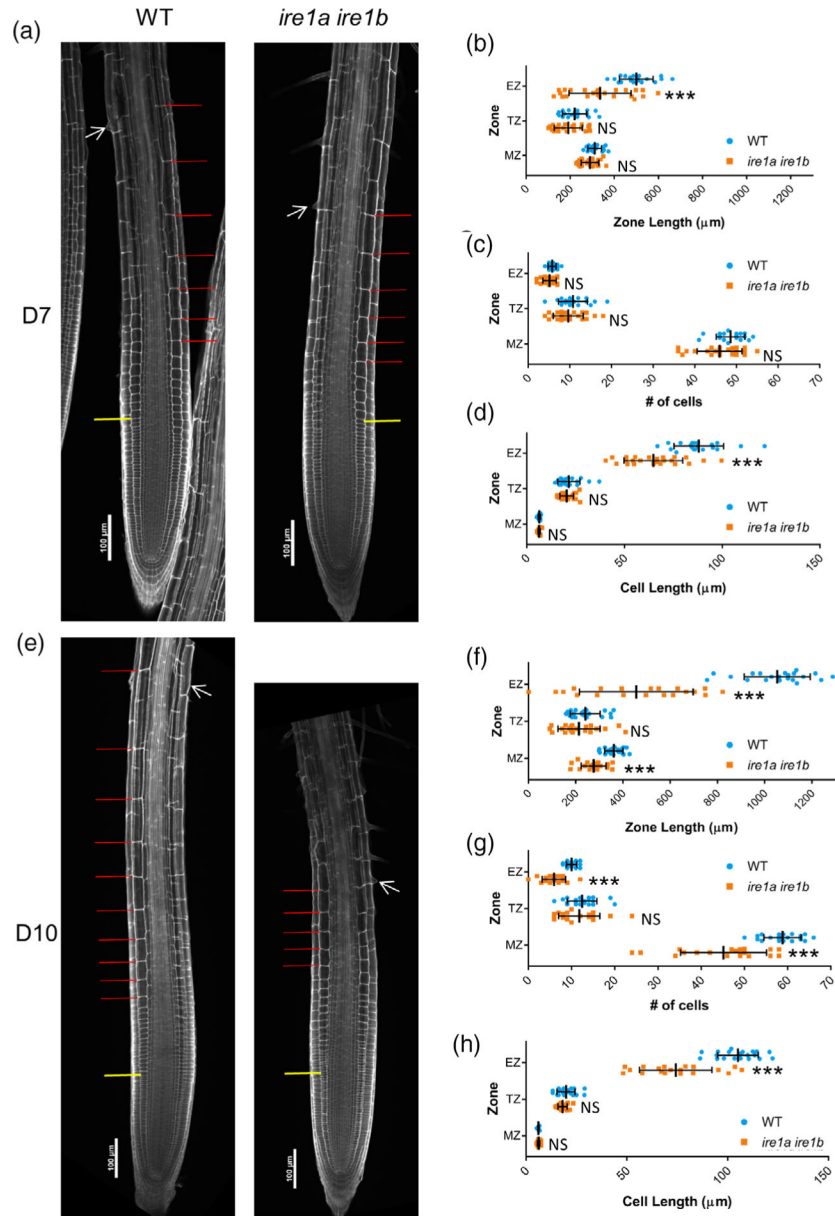 WT
ire1a ire1b
(a)
D7
100 μm
100 μm
(b)
Zone
EZ
TZ
MZ
***
NS
NS
WT
ire1a ire1b
0
200
400
600
800
1000
1200
Zone Length (μm)
(c)
Zone
EZ
TZ
MZ
NS
NS
NS
WT
ire1a ire1b
0
10
20
30
40
50
60
70
# of cells
(d)
Zone
EZ
TZ
MZ
***
NS
NS
WT
ire1a ire1b
0
50
100
150
Cell Length (μm)
(e)
D10
100 μm
100 μm
(f)
Zone
EZ
TZ
MZ
***
NS
***
WT
ire1a ire1b
0
200
400
600
800
1000
1200
Zone Length (μm)
(g)
Zone
EZ
TZ
MZ
***
NS
***
WT
ire1a ire1b
0
10
20
30
40
50
60
70
# of cells
(h)
Zone
EZ
TZ
MZ
***
NS
NS
WT
ire1a ire1b
0
50
100
150
Cell Length (μm)